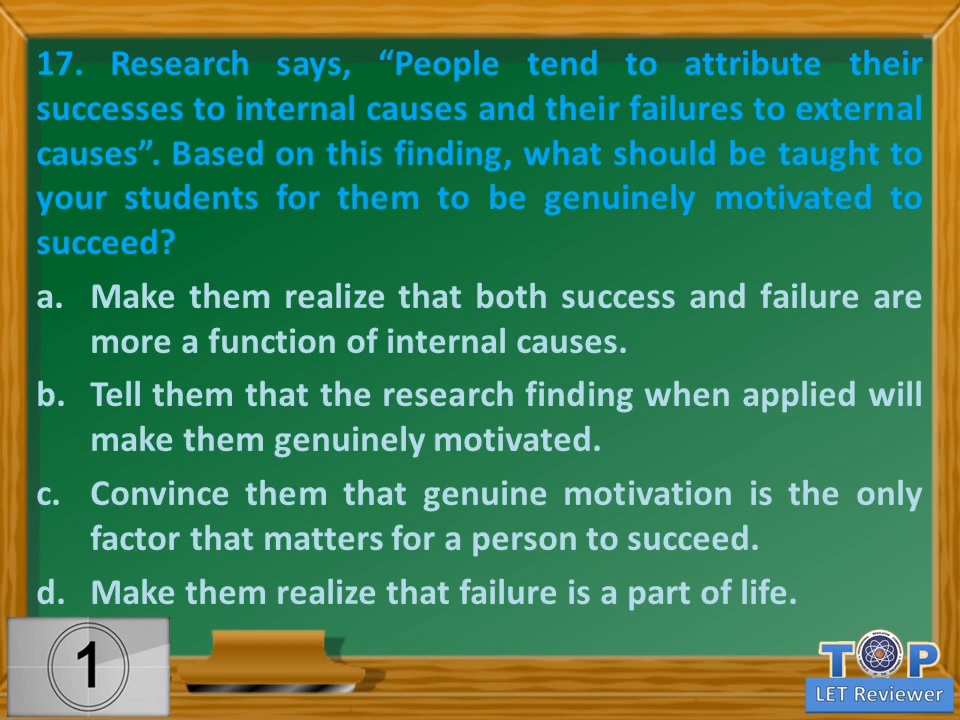 17. Research says, “People tend to attribute their
successes to internal causes and their failures to external
causes”. Based on this finding, what should be taught to
your students for them to be genuinely motivated to
succeed?
a. Make them realize that both success and failure are
more a function of internal causes.
b. Tell them that the research finding when applied will
make them genuinely motivated.
c. Convince them that genuine motivation is the only
factor that matters for a person to succeed.
d. Make them realize that failure is a part of life.
1
TOP
LET Reviewer